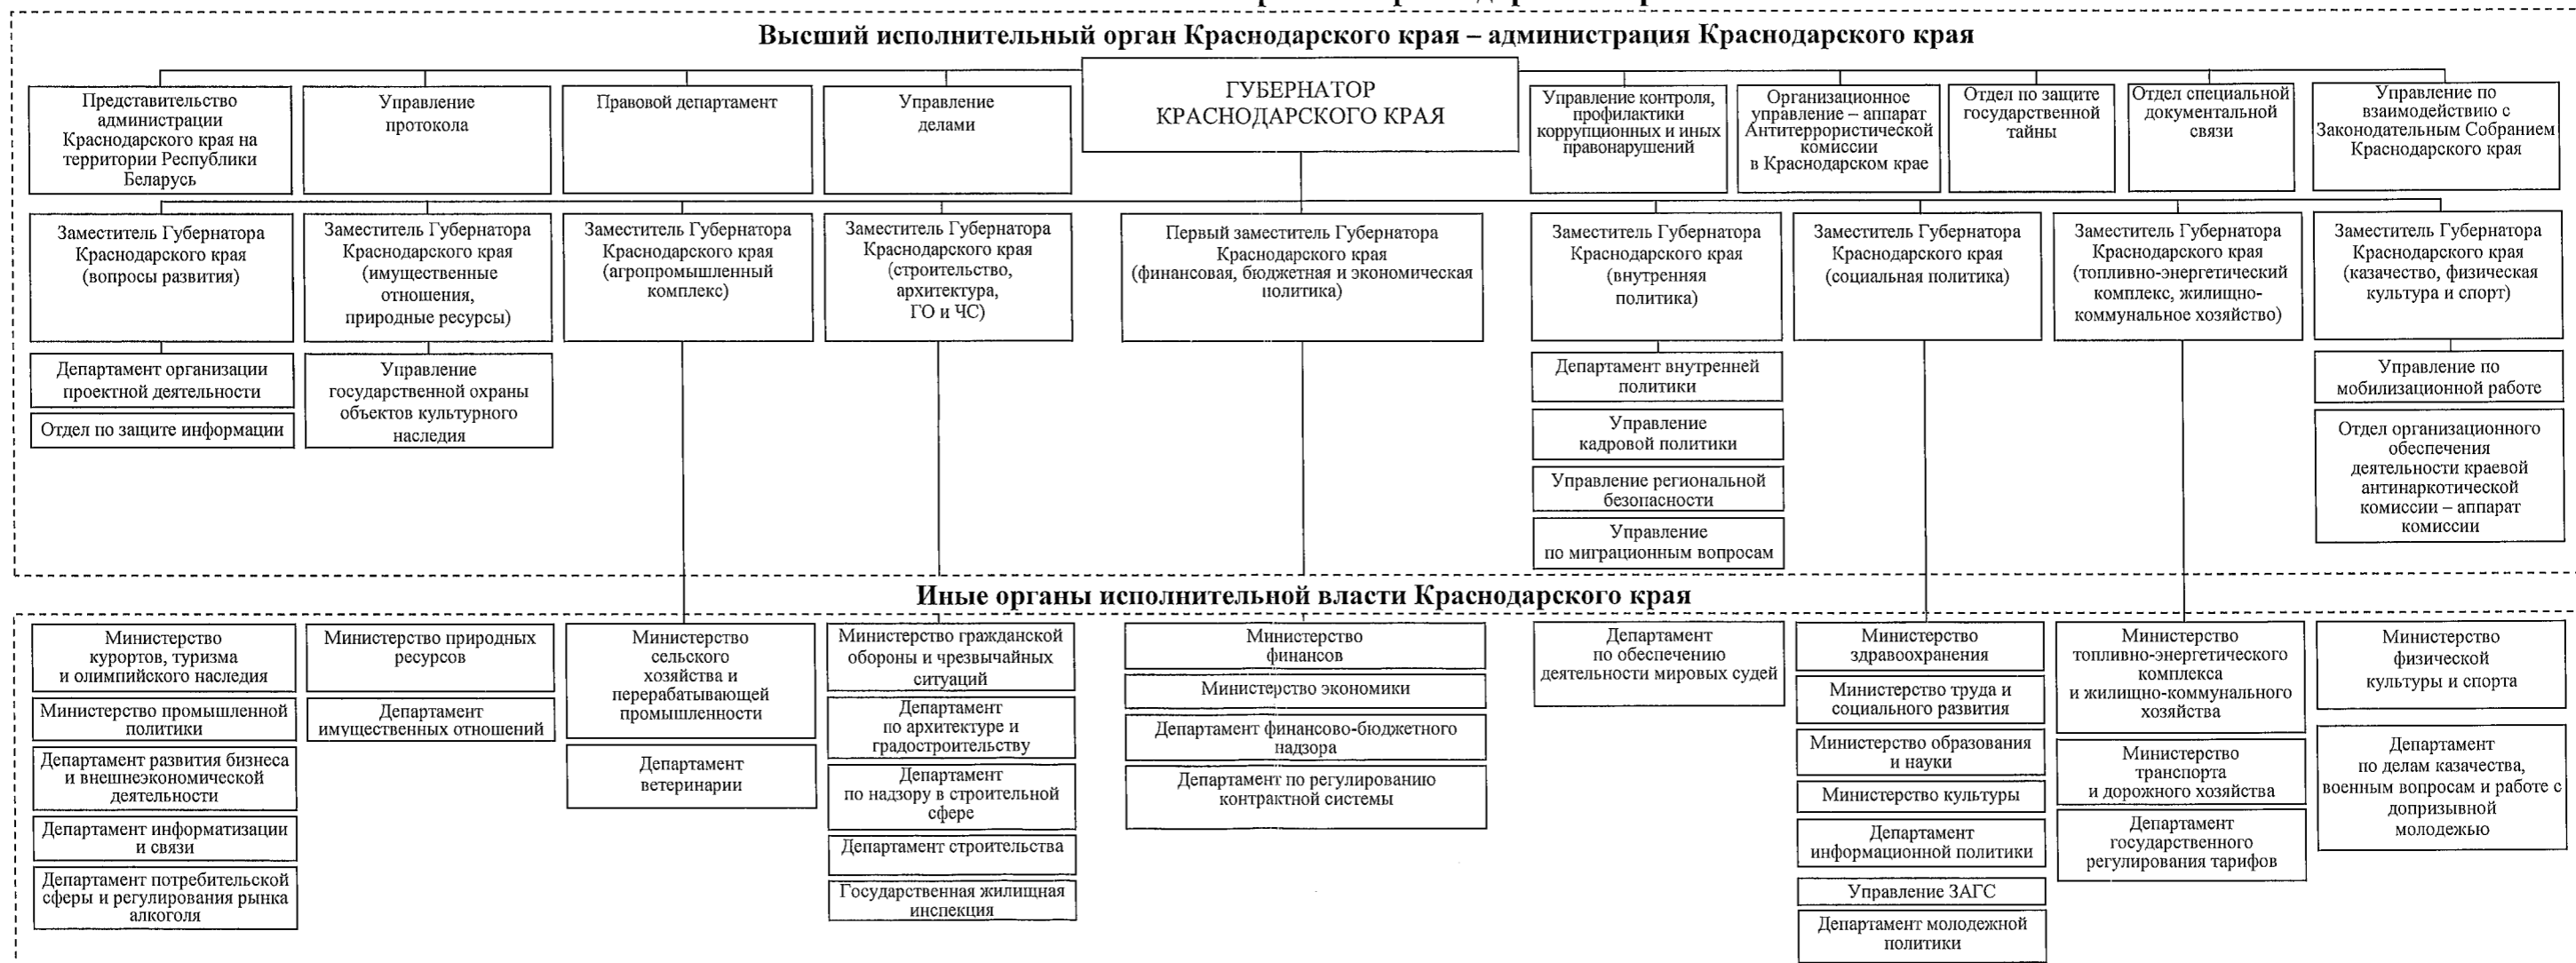 Высший исполнительный орган Краснодарского края – администрация Краснодарского края
ГУБЕРНАТОР
КРАСНОДАРСКОГО КРАЯ
Представительство
администрации
Краснодарского края на
территории Республики
Беларусь
Управление
протокола
Правовой департамент
Управление
делами
Управление контроля,
профилактики
коррупционных и иных
правонарушений
Организационное
управление – аппарат
Антитеррористической
комиссии
в Краснодарском крае
Отдел по защите
государственной
тайны
Отдел специальной
документальной
связи
Управление по
взаимодействию с
Законодательным Собранием
Краснодарского края
Заместитель Губернатора
Краснодарского края
(вопросы развития)
Заместитель Губернатора
Краснодарского края
(имущественные
отношения,
природные ресурсы)
Заместитель Губернатора
Краснодарского края
(агропромышленный
комплекс)
Заместитель Губернатора
Краснодарского края
(строительство,
архитектура,
ГО и ЧС)
Первый заместитель Губернатора
Краснодарского края
(финансовая, бюджетная и экономическая
политика)
Заместитель Губернатора
Краснодарского края
(внутренняя
политика)
Заместитель Губернатора
Краснодарского края
(социальная политика)
Заместитель Губернатора
Краснодарского края
(топливно-энергетический
комплекс, жилищно-
коммунальное хозяйство)
Заместитель Губернатора
Краснодарского края
(казачество, физическая
культура и спорт)
Департамент организации
проектной деятельности
Отдел по защите информации
Управление
государственной охраны
объектов культурного
наследия
Департамент внутренней
политики
Управление
кадровой политики
Управление региональной
безопасности
Управление
по миграционным вопросам
Управление по
мобилизационной работе
Отдел организационного
обеспечения
деятельности краевой
антинаркотической
комиссии – аппарат
комиссии
Иные органы исполнительной власти Краснодарского края
Министерство
курортов, туризма
и олимпийского наследия
Министерство промышленной
политики
Департамент развития бизнеса
и внешнеэкономической
деятельности
Департамент информатизации
и связи
Департамент потребительской
сферы и регулирования рынка
алкоголя
Министерство природных
ресурсов
Департамент
имущественных отношений
Министерство
сельского
хозяйства и
перерабатывающей
промышленности
Департамент
ветеринарии
Министерство гражданской
обороны и чрезвычайных
ситуаций
Департамент
по архитектуре и
градостроительству
Департамент
по надзору в строительной
сфере
Департамент строительства
Государственная жилищная
инспекция
Министерство
финансов
Министерство экономики
Департамент финансово-бюджетного
надзора
Департамент по регулированию
контрактной системы
Департамент
по обеспечению
деятельности мировых судей
Министерство
здравоохранения
Министерство труда и
социального развития
Министерство образования
и науки
Министерство культуры
Департамент
информационной политики
Управление ЗАГС
Департамент молодежной
политики
Министерство
топливно-энергетического
комплекса
и жилищно-коммунального
хозяйства
Министерство
транспорта
и дорожного хозяйства
Департамент
государственного
регулирования тарифов
Министерство
физической
культуры и спорта
Департамент
по делам казачества,
военным вопросам и работе с
допризывной
молодежью